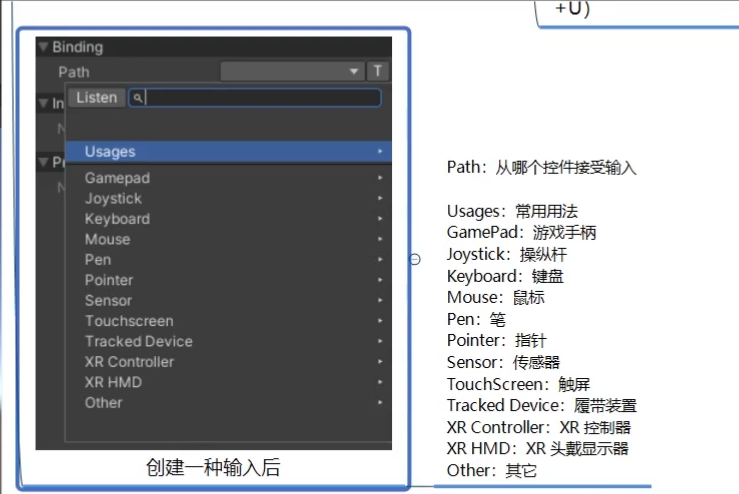 +U)
Binding
Path
T
Listen
In
N
Usages
Pr
N
Gamepad
Joystick
Keyboard
Mouse
Pen
Pointer
Sensor
Touchscreen
Tracked Device
XR Controller
XR HMD
Other
创建一种输入后
Path：从哪个控件接受输入
Usages：常用用法
GamePad：游戏手柄
Joystick：操纵杆
Keyboard：键盘
Mouse：鼠标
Pen：笔
Pointer：指针
Sensor：传感器
TouchScreen：触屏
Tracked Device：履带装置
XR Controller：XR 控制器
XR HMD：XR 头戴显示器
Other：其它